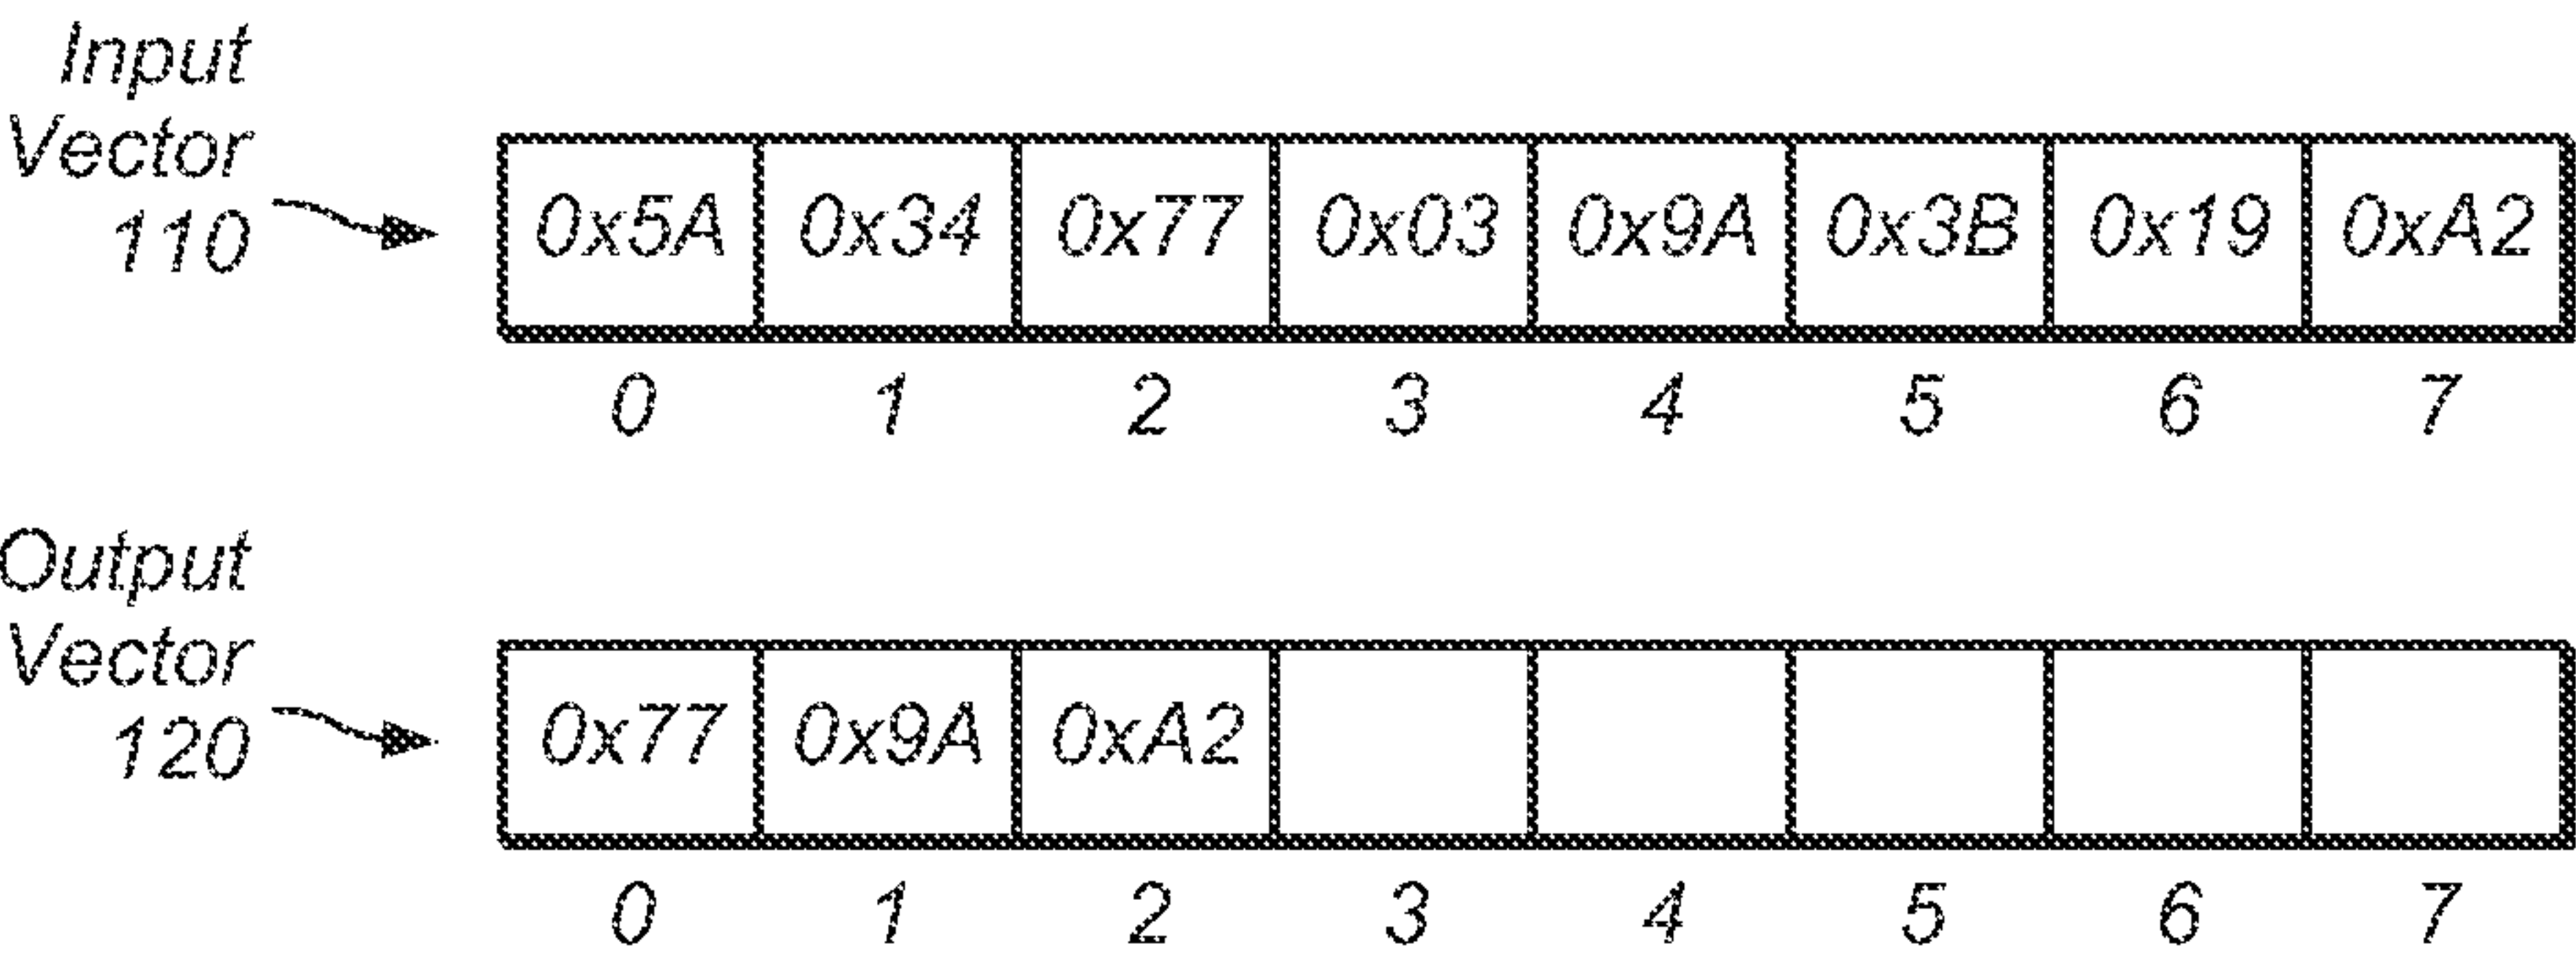 Input
Vector
110
0x5A 0x34 0x77 0x03 0x9A 0x3B 0x19 0xA2
0 1 2 3 4 5 6 7
Output
Vector
120
0x77 0x9A 0xA2
0 1 2 3 4 5 6 7